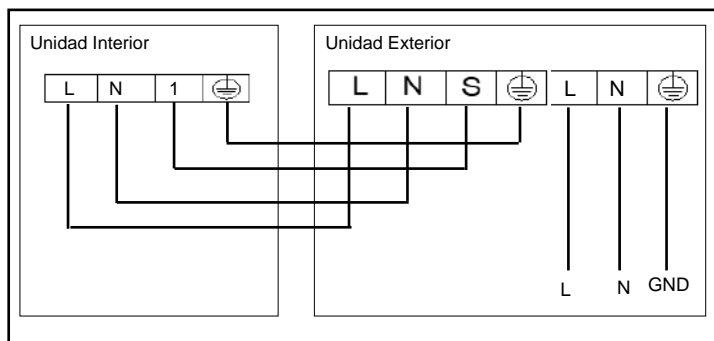 Unidad Interior
Unidad Exterior
L N 1
L N S L N
L N GND